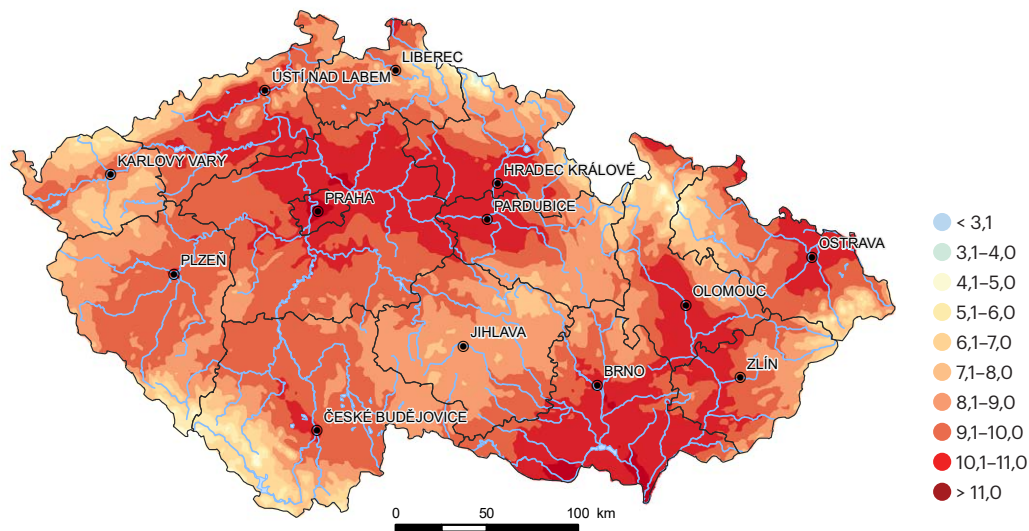 LIBEREC
ÚSTÍ NAD LABEM
KARLOVY VARY
HRADEC KRÁLOVÉ
PRAHA
PARDUBICE
OSTRAVA
PLZEŇ
OLOMOUC
JIHLAVA
ZLÍN
BRNO
ČESKÉ BUDĚJOVICE
0 50 100 km
< 3,1
3,1–4,0
4,1–5,0
5,1–6,0
6,1–7,0
7,1–8,0
8,1–9,0
9,1–10,0
10,1–11,0
> 11,0